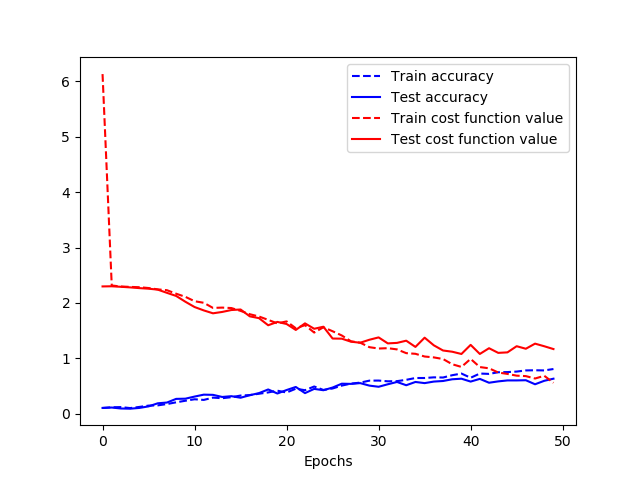 Train accuracy
Test accuracy
Train cost function value
Test cost function value
6
5
4
3
2
1
0
0 10 20 30 40 50
Epochs